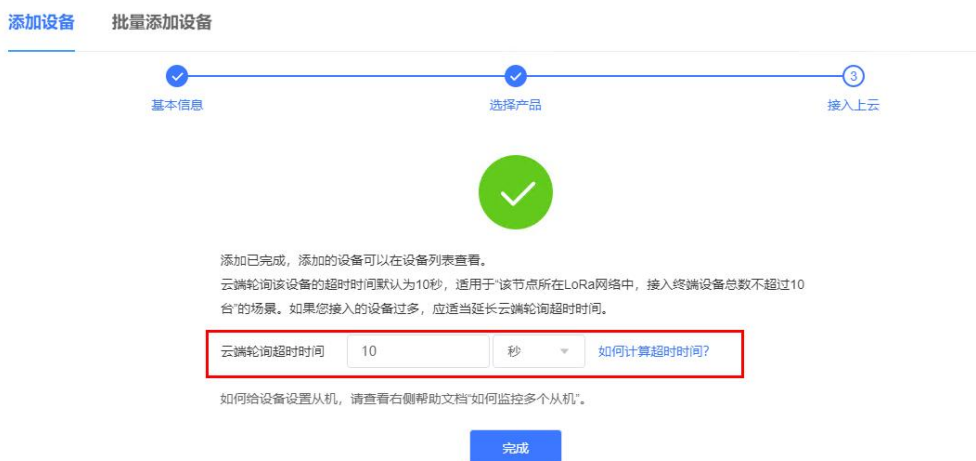 添加设备 批量添加设备
3
基本信息 选择产品 接入上云
添加已完成，添加的设备可以在设备列表查看。
云端轮询该设备的超时时间默认为10秒，适用于“该节点所在LoRa网络中，接入终端设备总数不超过10
台”的场景。如果您接入的设备过多，应适当延长云端轮询超时时间。
云端轮询超时时间 10 秒 如何计算超时时间?
如何给设备设置从机，请查看右侧帮助文档“如何监控多个从机”。
完成